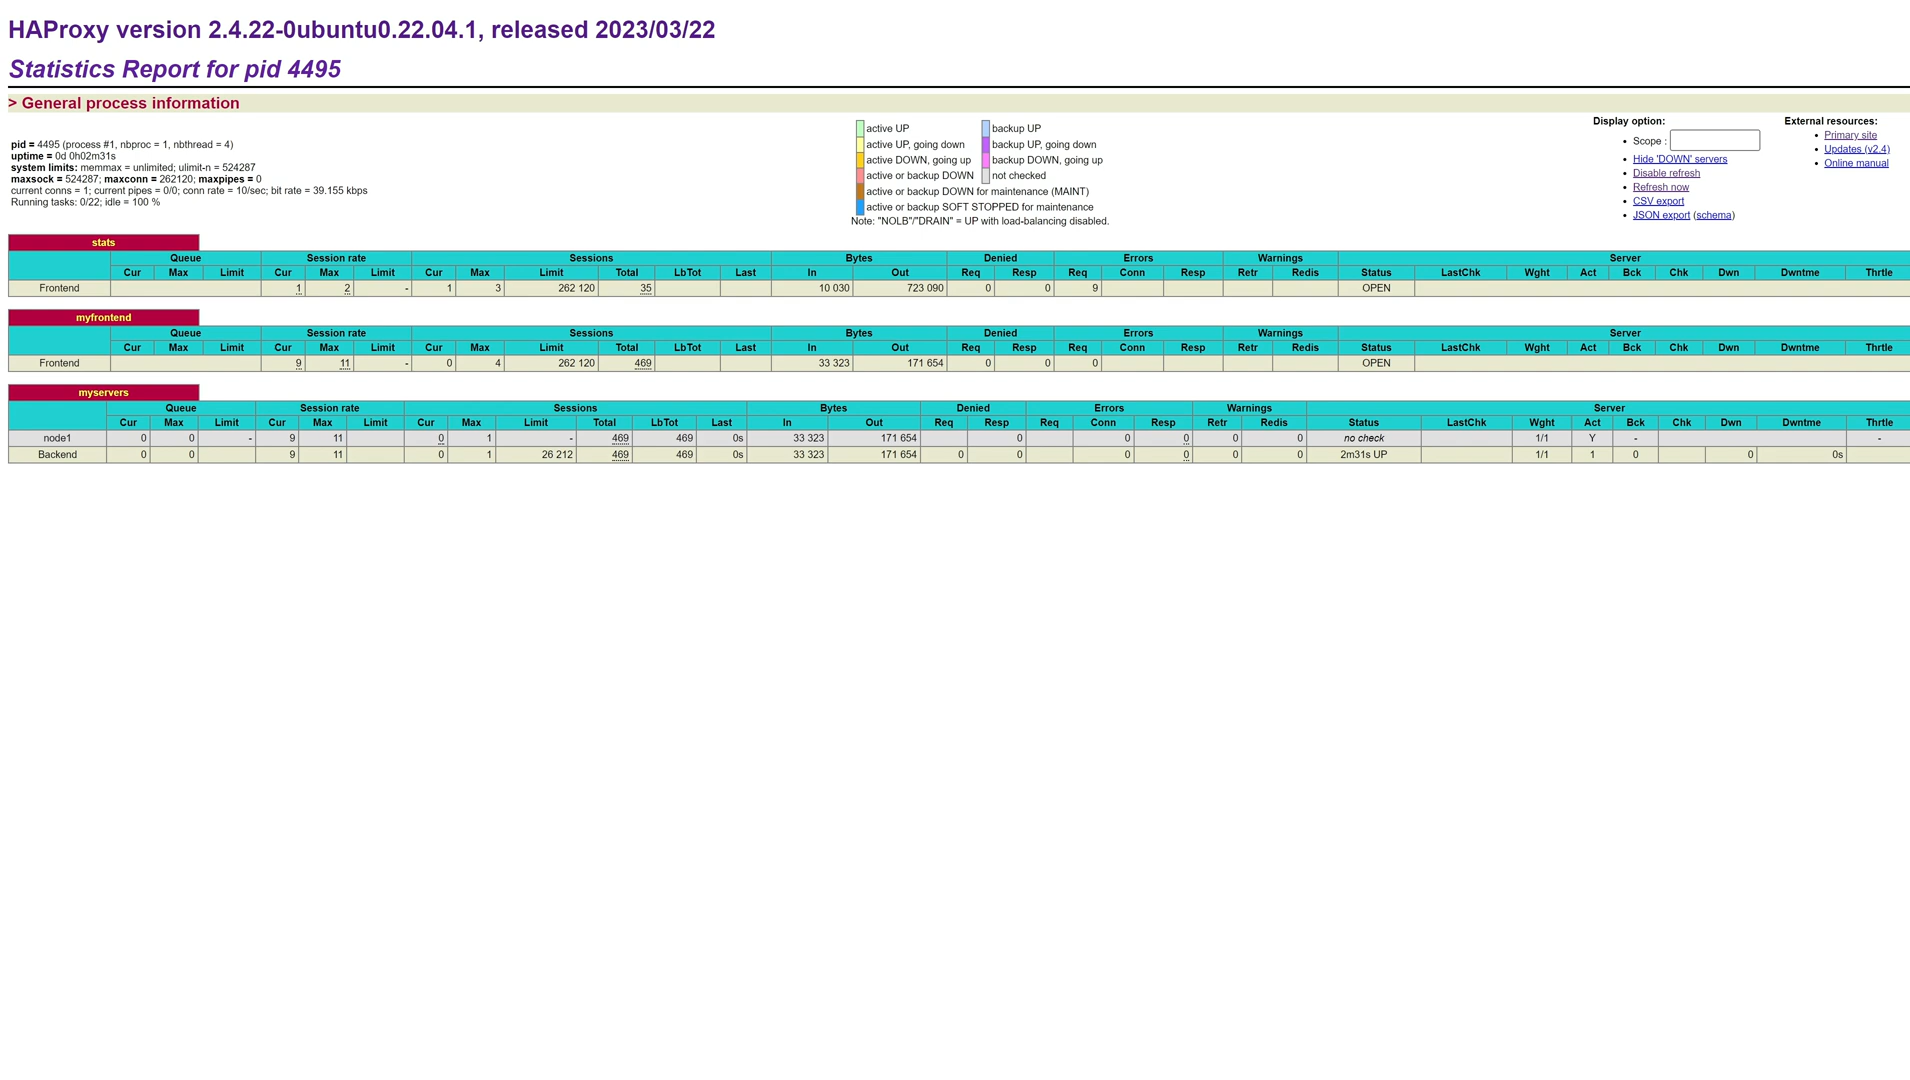 HAProxy version 2.4.22-0ubuntu0.22.04.1, released 2023/03/22
Statistics Report for pid 4495
> General process information
pid = 4495 (process #1, nbproc = 1, nbthread = 4)
uptime = 0d 0h02m31s
system limits: memmax = unlimited; ulimit-n = 524287
maxsock = 524287; maxconn = 262120; maxpipes = 0
current conns = 1; current pipes = 0/0; conn rate = 10/sec; bit rate = 39.155 kbps
Running tasks: 0/22; idle = 100 %
active UP backup UP
active UP, going down backup UP, going down
active DOWN, going up backup DOWN, going up
active or backup DOWN not checked
active or backup DOWN for maintenance (MAINT)
active or backup SOFT STOPPED for maintenance
Note: "NOLB"/"DRAIN" = UP with load-balancing disabled.
Display option:
• Scope :
• Hide 'DOWN' servers
• Disable refresh
• Refresh now
• CSV export
• JSON export (schema)
External resources:
• Primary site
• Updates (v2.4)
• Online manual
stats
Queue Session rate Sessions Bytes Denied Errors Warnings Server
Cur Max Limit Cur Max Limit Cur Max Limit Total LbTot Last In Out Req Resp Req Conn Resp Retr Redis Status LastChk Wght Act Bck Chk Dwn Dwntme Thrtle
Frontend 1 2 - 1 3 262 120 35 10 030 723 090 0 0 9 OPEN
myfrontend
Queue Session rate Sessions Bytes Denied Errors Warnings Server
Cur Max Limit Cur Max Limit Cur Max Limit Total LbTot Last In Out Req Resp Req Conn Resp Retr Redis Status LastChk Wght Act Bck Chk Dwn Dwntme Thrtle
Frontend 9 11 - 0 4 262 120 469 33 323 171 654 0 0 0 OPEN
myservers
Queue Session rate Sessions Bytes Denied Errors Warnings Server
Cur Max Limit Cur Max Limit Cur Max Limit Total LbTot Last In Out Req Resp Req Conn Resp Retr Redis Status LastChk Wght Act Bck Chk Dwn Dwntme Thrtle
node1 0 0 - 9 11 0 1 - 469 469 0s 33 323 171 654 0 0 0 0 0 no check 1/1 Y - -
Backend 0 0 9 11 0 1 26 212 469 469 0s 33 323 171 654 0 0 0 0 0 0 2m31s UP 1/1 1 0 0 0s